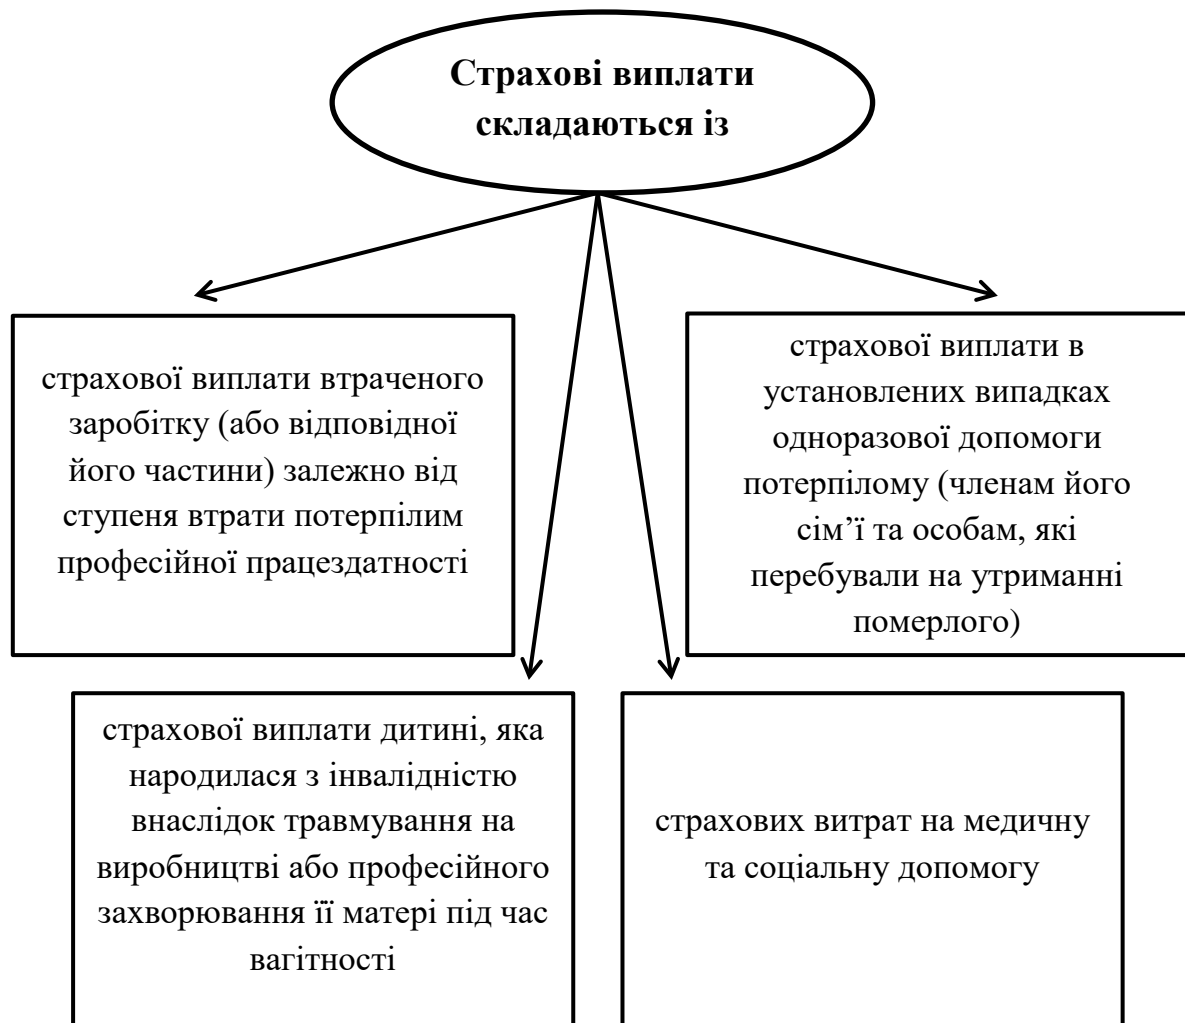 Страхові виплати
складаються із
страхової виплати втраченого
заробітку (або відповідної
його частини) залежно від
ступеня втрати потерпілим
професійної працездатності
страхової виплати в
установлених випадках
одноразової допомоги
потерпілому (членам його
сім’ї та особам, які
перебували на утриманні
померлого)
страхової виплати дитині, яка
народилася з інвалідністю
внаслідок травмування на
виробництві або професійного
захворювання її матері під час
вагітності
страхових витрат на медичну
та соціальну допомогу